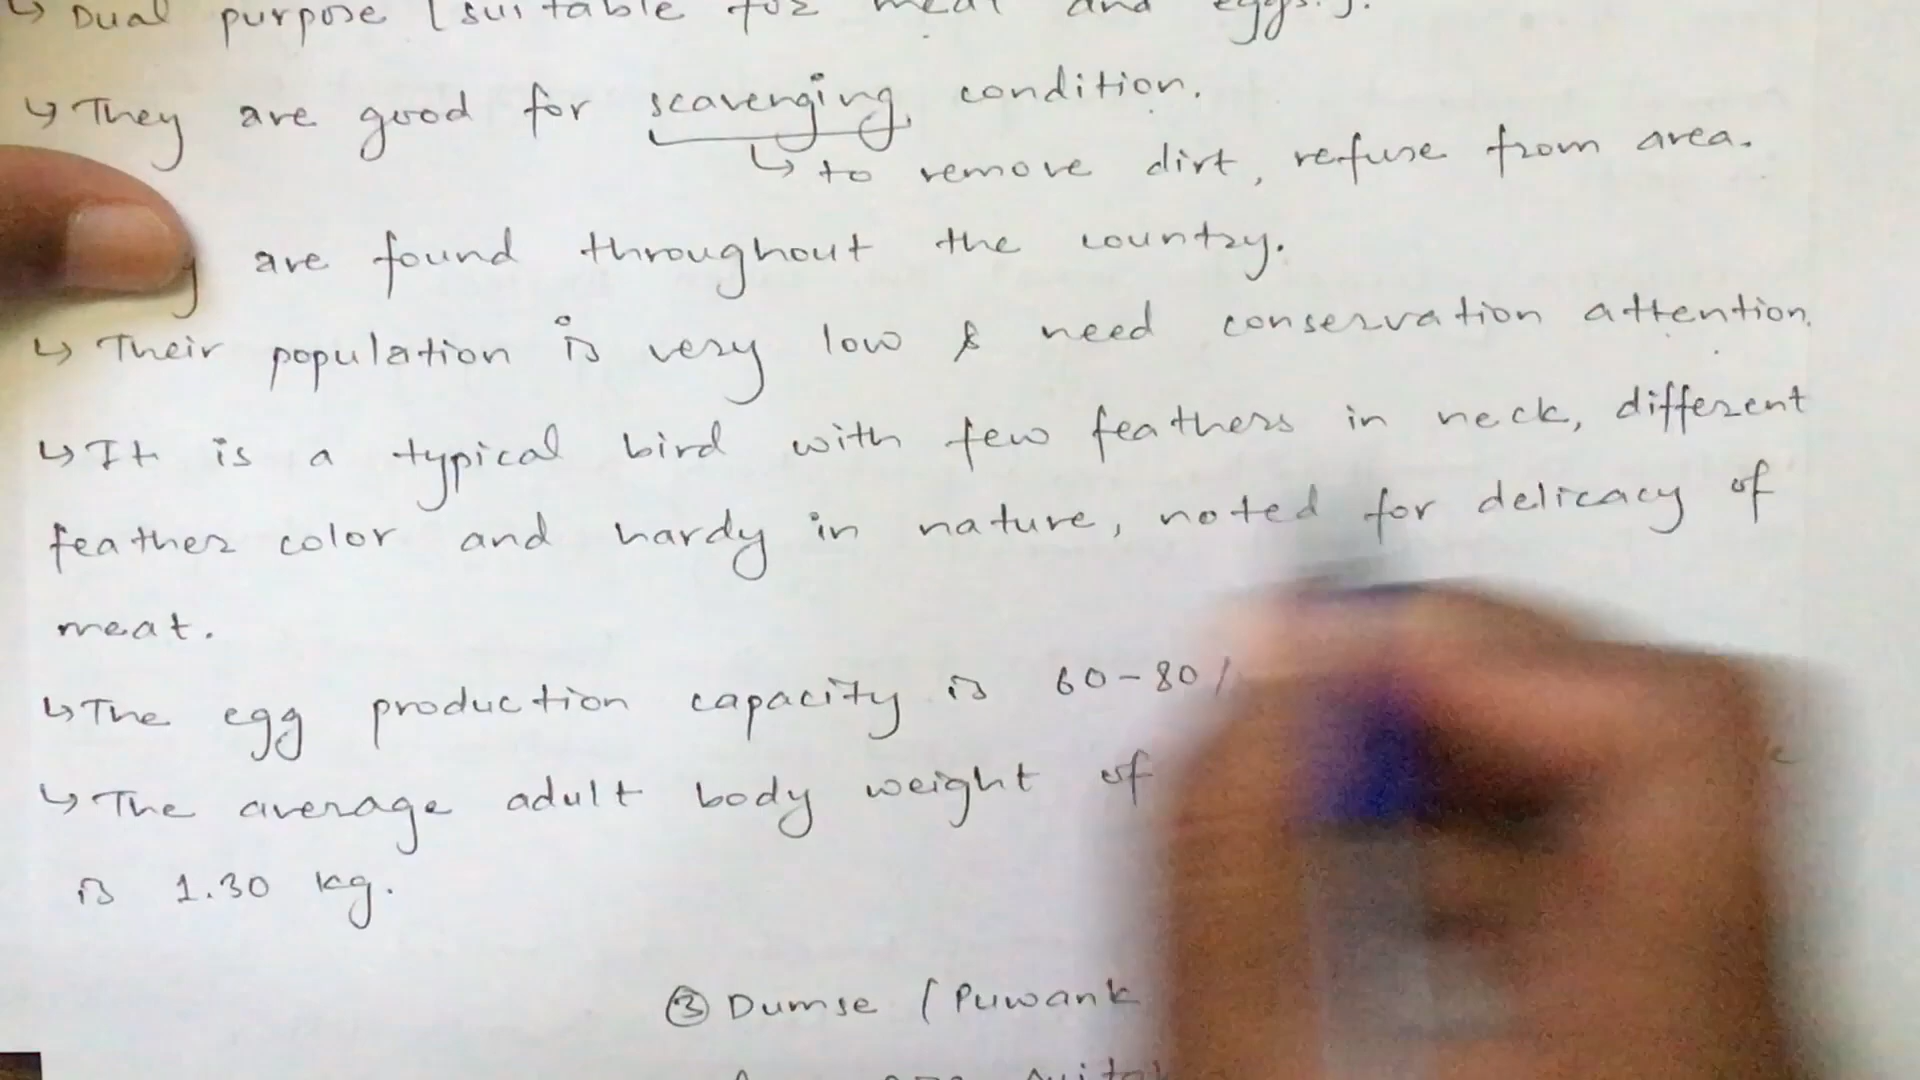 ↳ Dual purpose (suitable for meat and eggs.).
↳ They are good for scavenging condition.
↳ to remove dirt, refuse from area.
are found throughout the country.
↳ Their population is very low & need conservation attention.
↳ It is a typical bird with few feathers in neck, different
feather color and hardy in nature, noted for delicacy of
meat.
↳ The egg production capacity is 60-80/
↳ The average adult body weight of
is 1.30 kg.
③ Dumse / Puwank